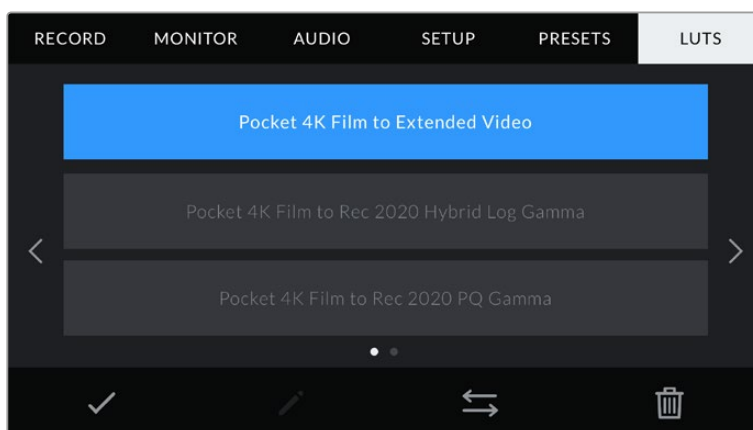 RECORD MONITOR AUDIO SETUP PRESETS LUTS
Pocket 4K Film to Extended Video
Pocket 4K Film to Rec 2020 Hybrid Log Gamma
Pocket 4K Film to Rec 2020 PQ Gamma